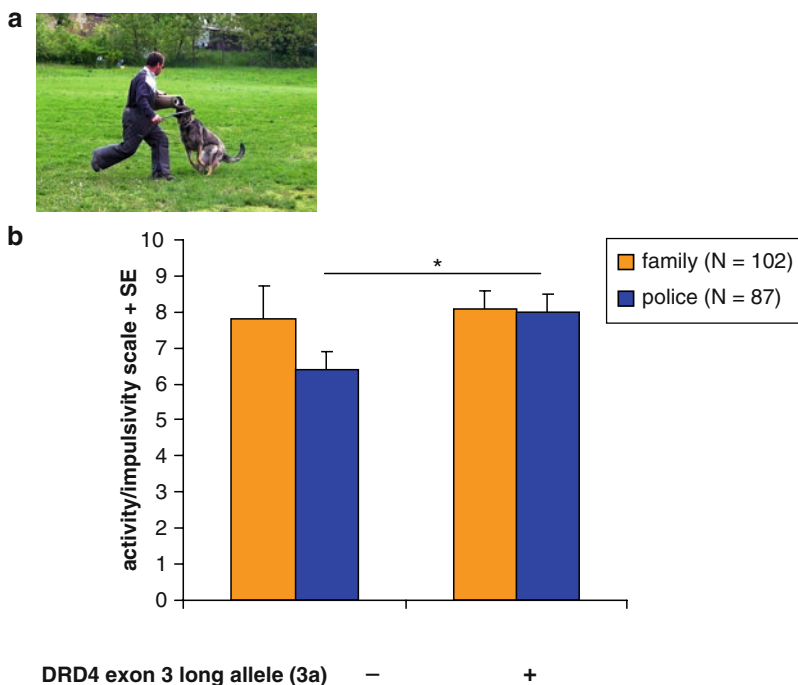 a
b
activity/impulsivity scale + SE
10
9
8
7
6
5
4
3
2
1
0
*
family (N = 102)
police (N = 87)
DRD4 exon 3 long allele (3a) – +